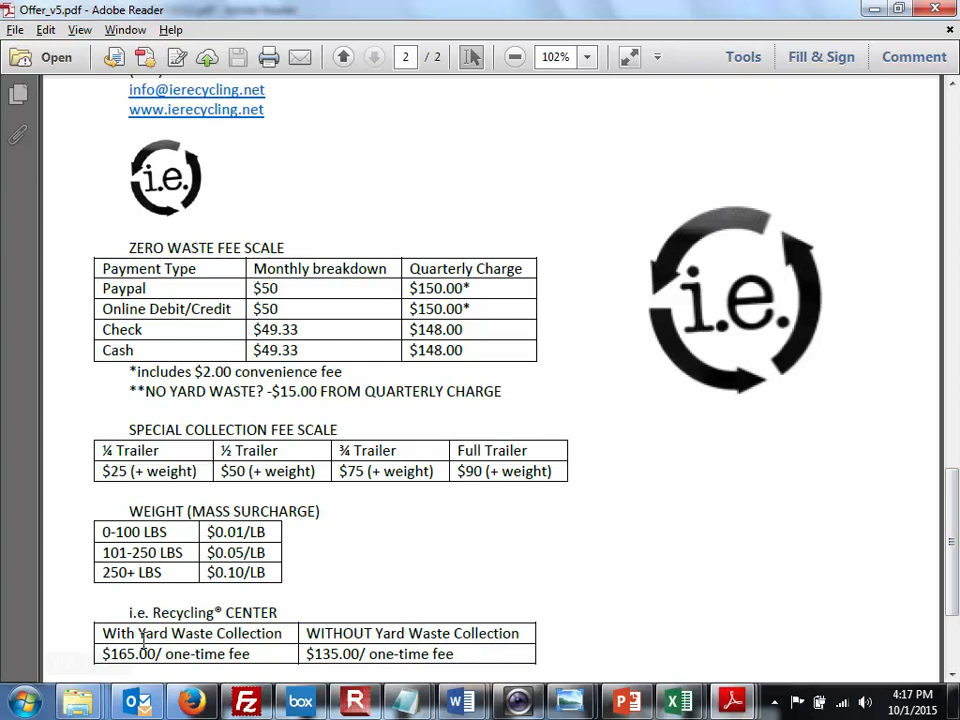 Offer_v5.pdf - Adobe Reader
File Edit View Window Help
Open 2 / 2 102% Tools Fill & Sign Comment
info@ierecycling.net
www.ierecycling.net
i.e.
i.e.
ZERO WASTE FEE SCALE
Payment Type Monthly breakdown Quarterly Charge
Paypal $50 $150.00*
Online Debit/Credit $50 $150.00*
Check $49.33 $148.00
Cash $49.33 $148.00
*includes $2.00 convenience fee
**NO YARD WASTE? -$15.00 FROM QUARTERLY CHARGE
SPECIAL COLLECTION FEE SCALE
¼ Trailer ½ Trailer ¾ Trailer Full Trailer
$25 (+ weight) $50 (+ weight) $75 (+ weight) $90 (+ weight)
WEIGHT (MASS SURCHARGE)
0-100 LBS $0.01/LB
101-250 LBS $0.05/LB
250+ LBS $0.10/LB
i.e. Recycling® CENTER
With Yard Waste Collection WITHOUT Yard Waste Collection
$165.00/ one-time fee $135.00/ one-time fee
box
4:17 PM
10/1/2015